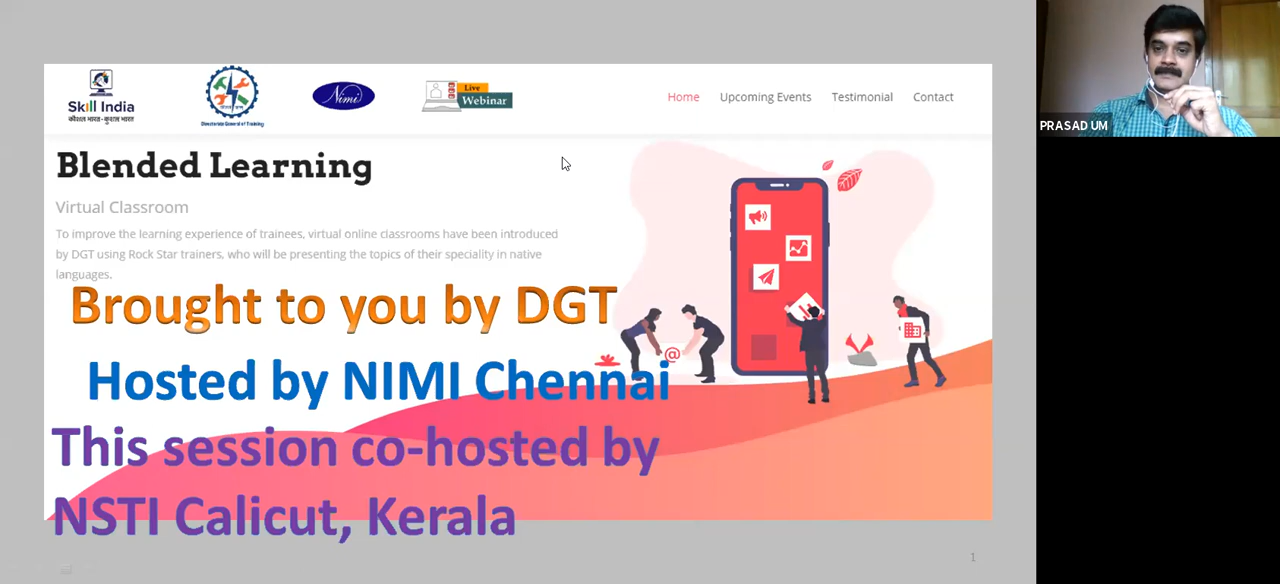 Skill India
कौशल भारत-कुशल भारत
Directorate General of Training
Nimi
Live
Webinar
Home
Upcoming Events
Testimonial
Contact
PRASAD UM
Blended Learning
Virtual Classroom
To improve the learning experience of trainees, virtual online classrooms have been introduced
by DGT using Rock Star trainers, who will be presenting the topics of their speciality in native
languages.
Brought to you by DGT
Hosted by NIMI Chennai
@
This session co-hosted by
NSTI Calicut, Kerala
1